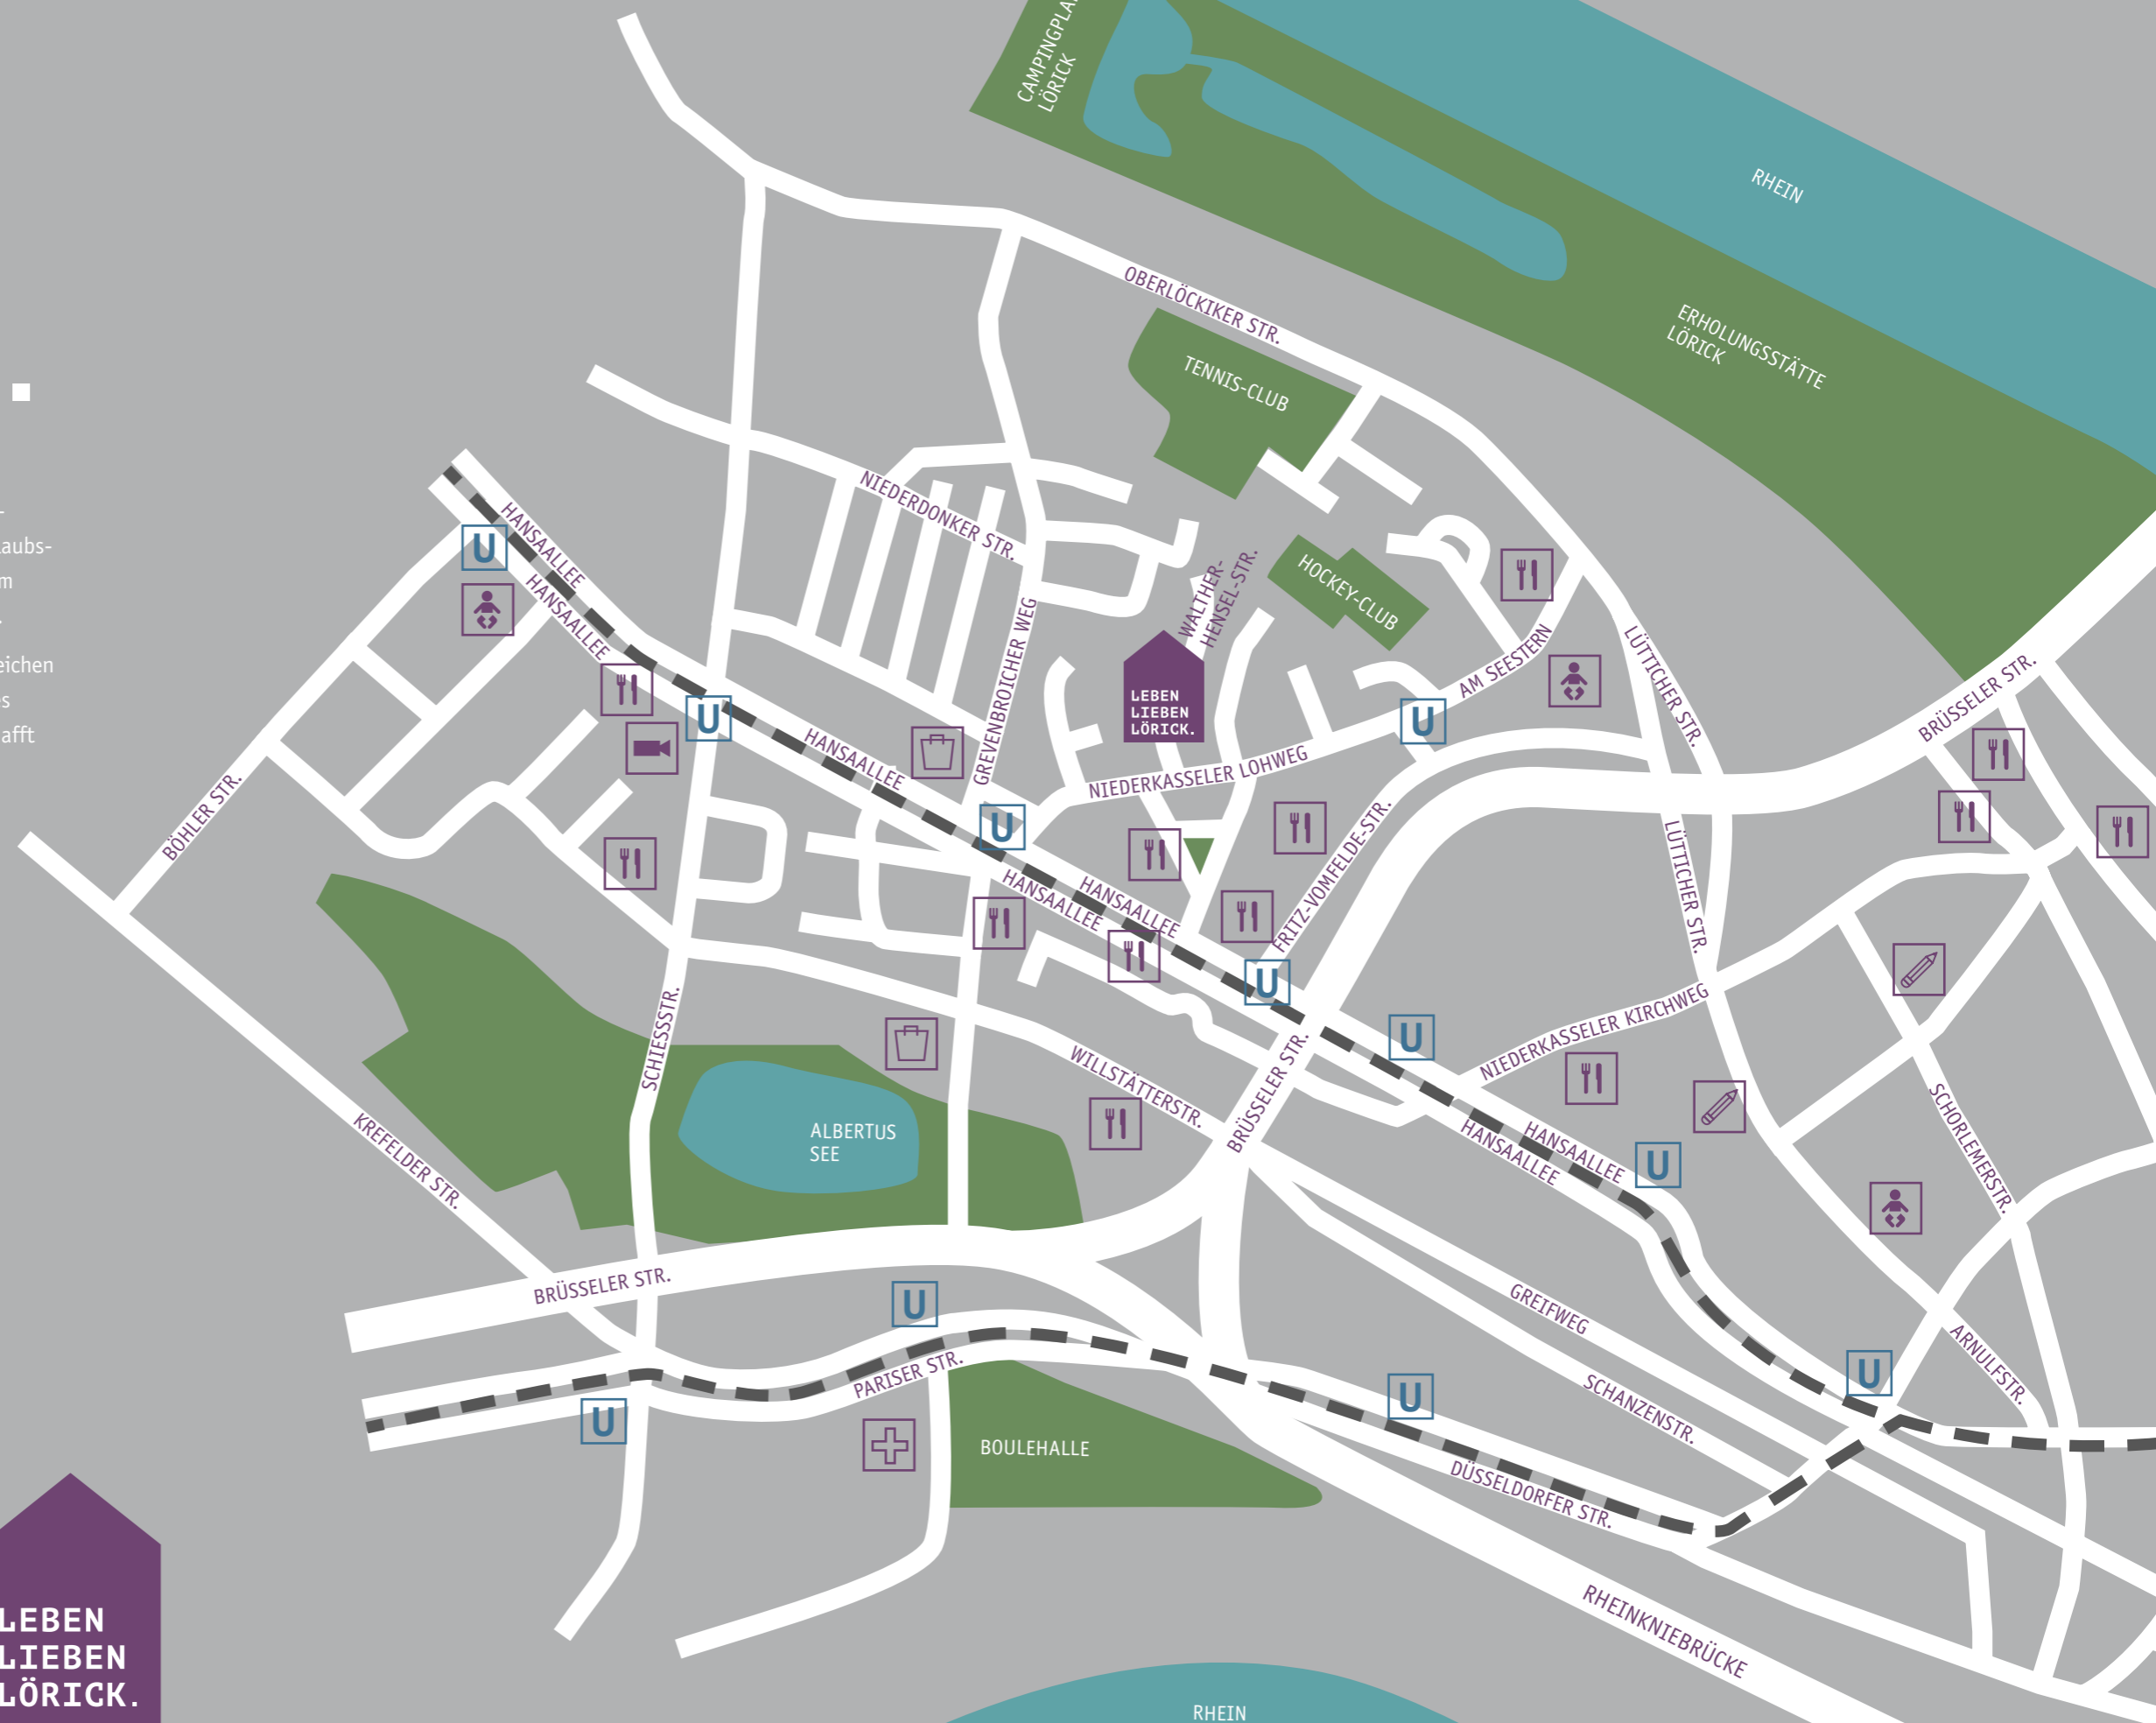 CAMPINGPLA
LÖRICK
RHEIN
ERHOLUNGSSTÄTTE
LÖRICK
OBERLÖCKIKER STR.
TENNIS-CLUB
HOCKEY-CLUB
NIEDERDONKER STR.
WALTHER-
HENSEL-STR.
HANSAALLEE
HANSAALLEE
U
GREVENBROICHER WEG
LEBEN
LIEBEN
LÖRICK.
AM SEESTERN
LÜTTICHER STR.
BRÜSSELER STR.
U
U
HANSAALLEE
NIEDERKASSELER LOHWEG
BÖHLER STR.
U
FRITZ-VOMFELDE-STR.
LÜTTICHER STR.
HANSAALLEE
HANSAALLEE
U
SCHIESSSTR.
U
NIEDERKASSELER KIRCHWEG
WILLSTÄTTERSTR.
BRÜSSELER STR.
ALBERTUS
SEE
KREFELDER STR.
HANSAALLEE
HANSAALLEE
U
SCHORLEMERSTR.
BRÜSSELER STR.
U
GREIFWEG
ARNULFSTR.
PARISER STR.
U
U
U
SCHANZENSTR.
BOULEHALLE
DÜSSELDORFER STR.
RHEINKNIEBRÜCKE
RHEIN
aubs-
m
eichen
s
afft
LEBEN
LIEBEN
LÖRICK.